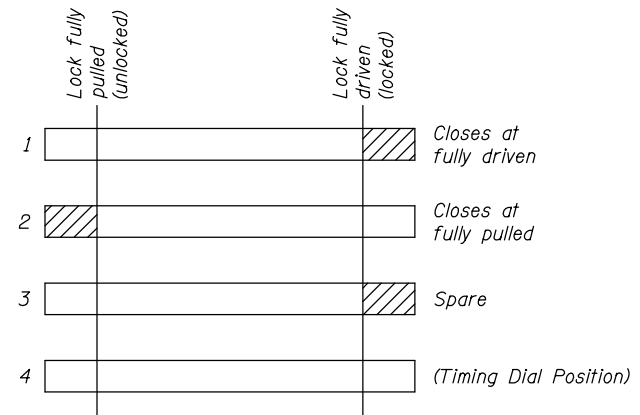 Lock fully
pulled
(unlocked)
Lock fully
driven
(locked)
1
Closes at
fully driven
2
Closes at
fully pulled
3
Spare
4
(Timing Dial Position)